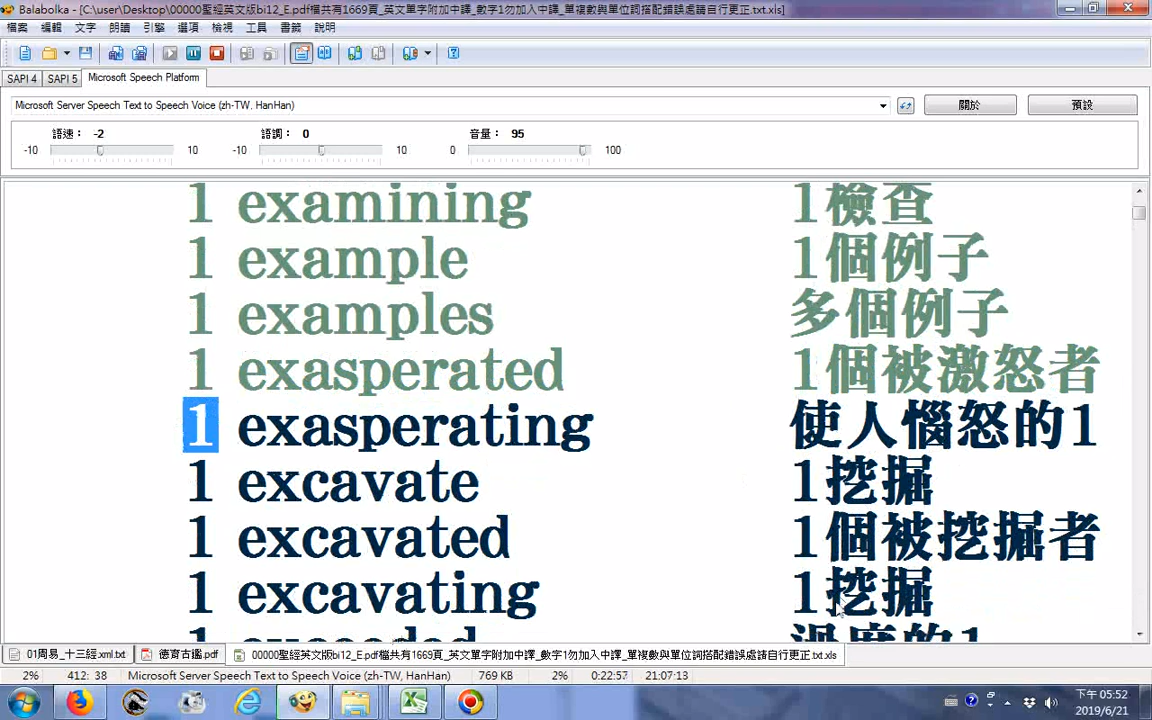 Balabolka - [C:\user\Desktop\00000聖經英文版bi12_E.pdf檔共有1669頁_英文單字附加中譯_數字1勿加入中譯_單複數與單位詞搭配錯誤處請自行更正.txt.xls]
檔案 編輯 文字 朗讀 引擎 檢視 工具 書籤 說明
SAPI 4 SAPI 5 Microsoft Speech Platform
Microsoft Server Speech Text to Speech Voice (zh-TW, HanHan) 關於 預設
語速： -2 語調： 0 音量： 95
-10 10 -10 10 0 100
1 examining 1檢查
1 example 1個例子
1 examples 多個例子
1 exasperated 1個被激怒者
1 exasperating 使人惱怒的1
1 excavate 1挖掘
1 excavated 1個被挖掘者
1 excavating 1挖掘
1 exceeded 過度的1
01周易_十三經.xml.txt 德育古鑑.pdf 00000聖經英文版bi12_E.pdf檔共有1669頁_英文單字附加中譯_數字1勿加入中譯_單複數與單位詞搭配錯誤處請自行更正.txt.xls
2% 412: 38 Microsoft Server Speech Text to Speech Voice (zh-TW, HanHan) 769 KB 2% 0:22:57 21:07:13
下午 05:52
2019/6/21